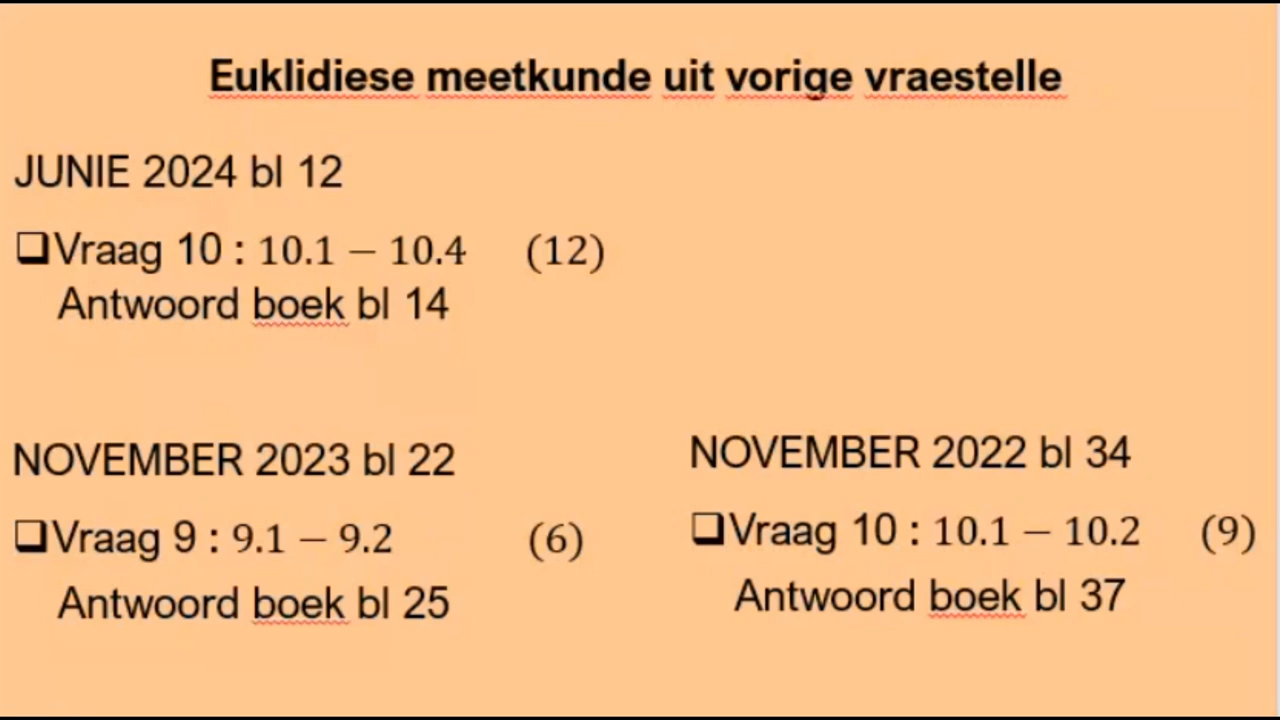 Euklidiese meetkunde uit vorige vraestelle
JUNIE 2024 bl 12
❑Vraag 10 : 10.1 – 10.4 (12)
Antwoord boek bl 14
NOVEMBER 2023 bl 22
❑Vraag 9 : 9.1 – 9.2 (6)
Antwoord boek bl 25
NOVEMBER 2022 bl 34
❑Vraag 10 : 10.1 – 10.2 (9)
Antwoord boek bl 37